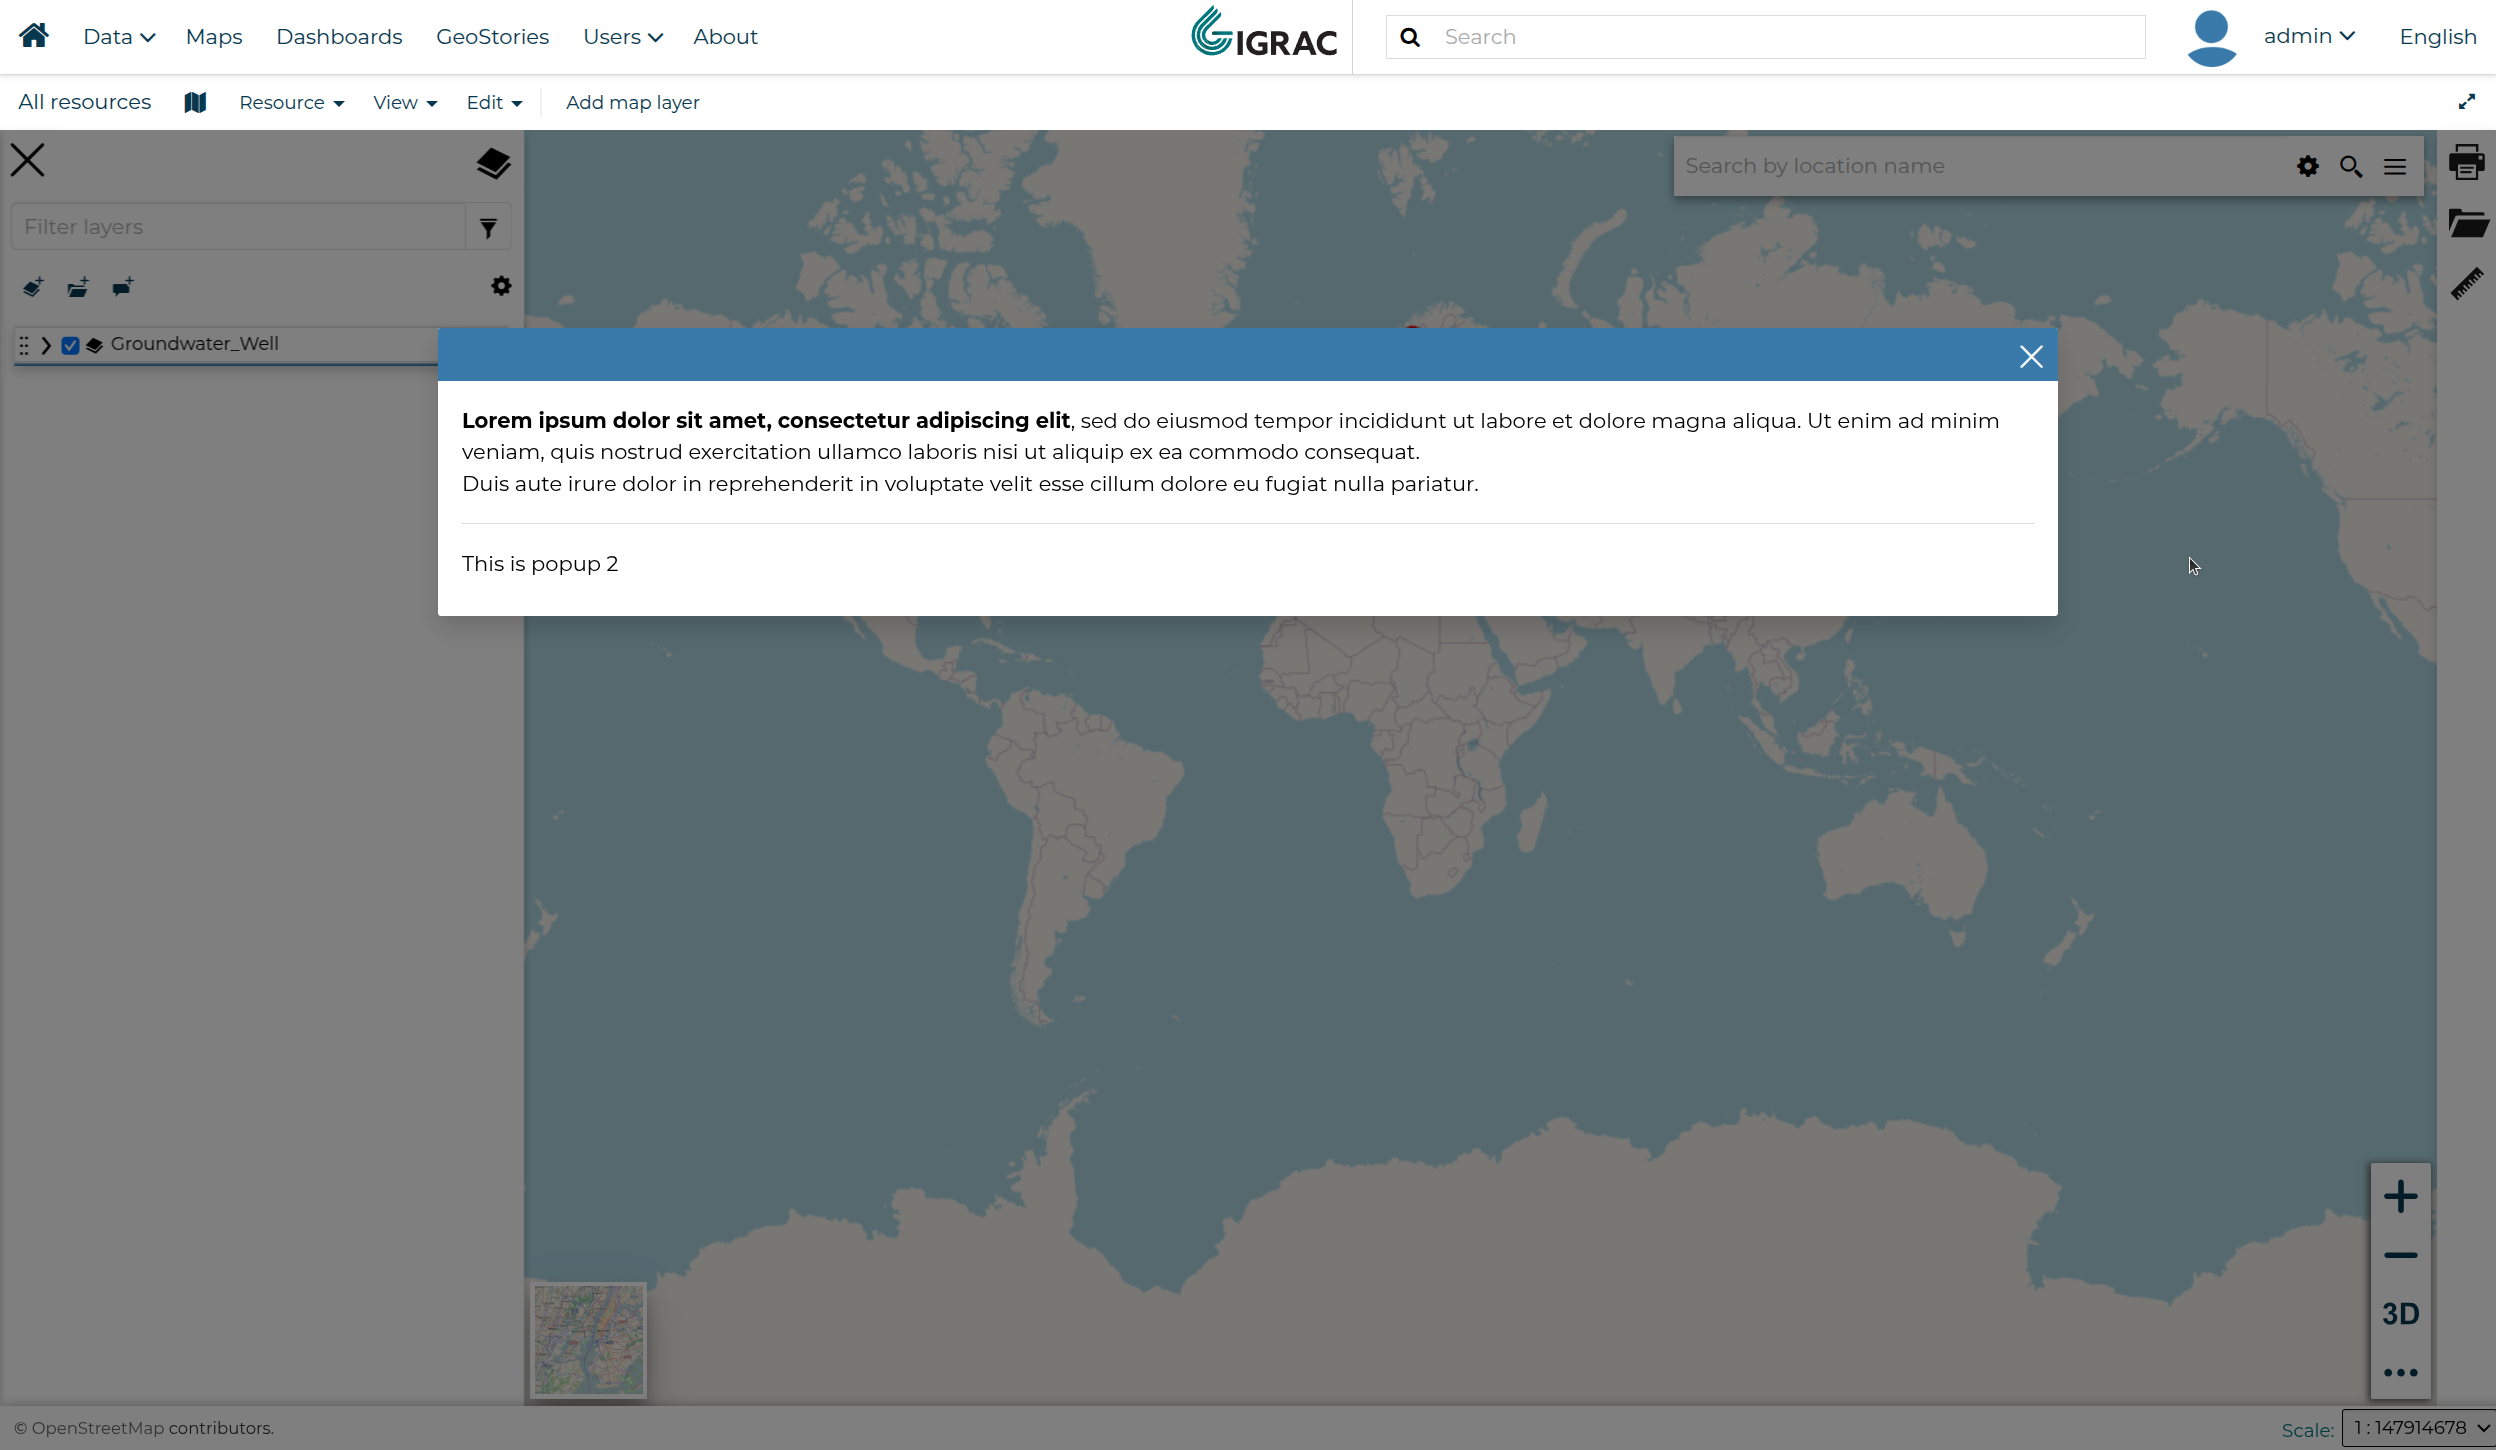 Data Maps Dashboards GeoStories Users About IGRAC Search admin English
All resources Resource View Edit Add map layer
Search by location name
Filter layers
Groundwater_Well
Lorem ipsum dolor sit amet, consectetur adipiscing elit, sed do eiusmod tempor incididunt ut labore et dolore magna aliqua. Ut enim ad minim
veniam, quis nostrud exercitation ullamco laboris nisi ut aliquip ex ea commodo consequat.
Duis aute irure dolor in reprehenderit in voluptate velit esse cillum dolore eu fugiat nulla pariatur.
This is popup 2
3D
© OpenStreetMap contributors.
Scale: 1 : 147914678